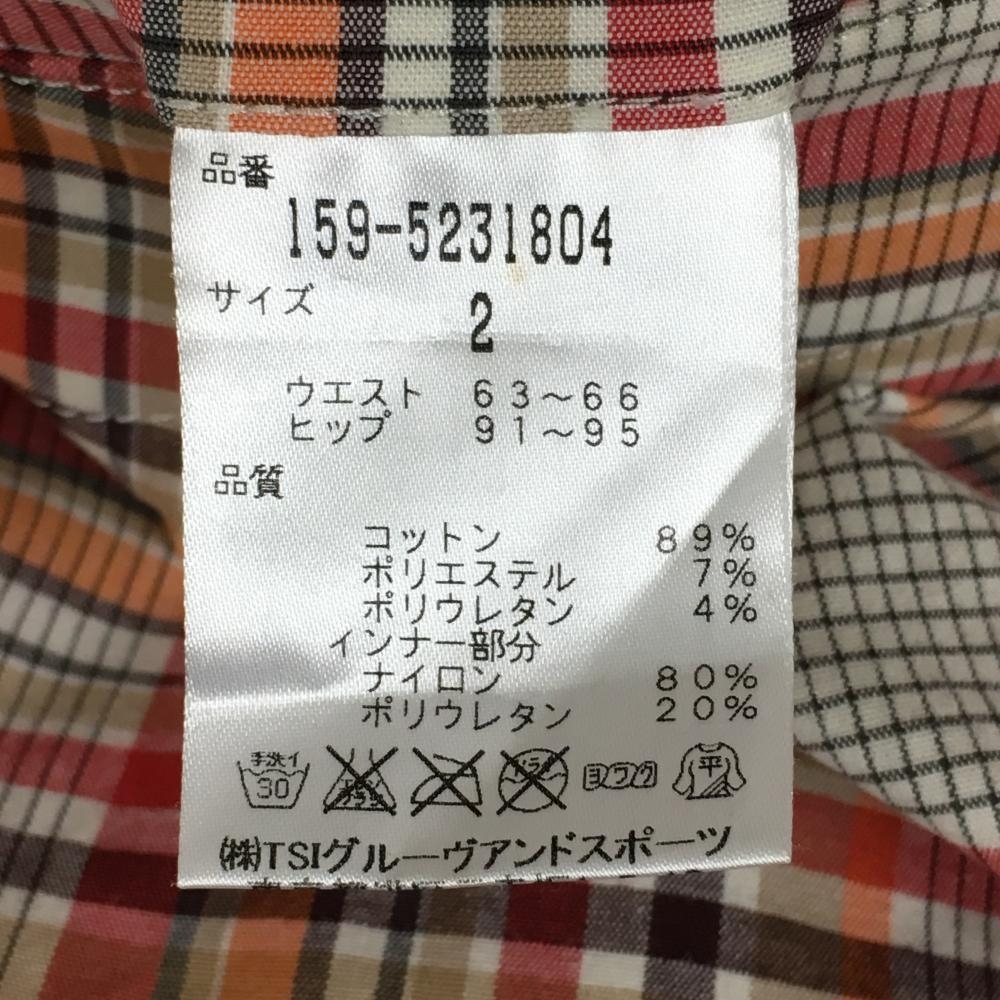 品番
159-5231804
サイズ
2
ウエスト 63～66
ヒップ 91～95
品質
コットン 89%
ポリエステル 7%
ポリウレタン 4%
インナー部分
ナイロン 80%
ポリウレタン 20%
手洗イ 30 ドライ ヨワク 平
㈱TSIグルーヴアンドスポーツ